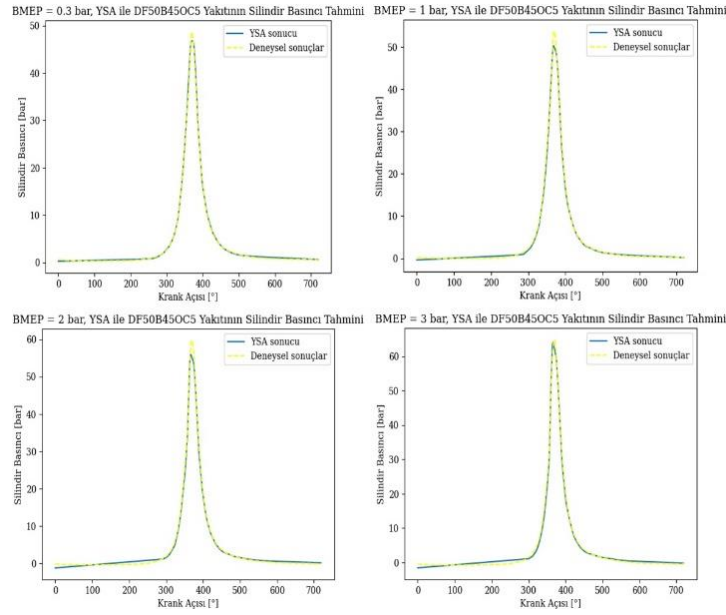 BMEP = 0.3 bar, YSA ile DF50B45OC5 Yakıtının Silindir Basıncı Tahmini
YSA sonucu
Deneysel sonuçlar
Silindir Basıncı [bar]
50
40
30
20
10
0
0 100 200 300 400 500 600 700
Krank Açısı [°]
BMEP = 1 bar, YSA ile DF50B45OC5 Yakıtının Silindir Basıncı Tahmini
YSA sonucu
Deneysel sonuçlar
Silindir Basıncı [bar]
50
40
30
20
10
0
0 100 200 300 400 500 600 700
Krank Açısı [°]
BMEP = 2 bar, YSA ile DF50B45OC5 Yakıtının Silindir Basıncı Tahmini
YSA sonucu
Deneysel sonuçlar
Silindir Basıncı [bar]
60
50
40
30
20
10
0
0 100 200 300 400 500 600 700
Krank Açısı [°]
BMEP = 3 bar, YSA ile DF50B45OC5 Yakıtının Silindir Basıncı Tahmini
YSA sonucu
Deneysel sonuçlar
Silindir Basıncı [bar]
60
50
40
30
20
10
0
0 100 200 300 400 500 600 700
Krank Açısı [°]